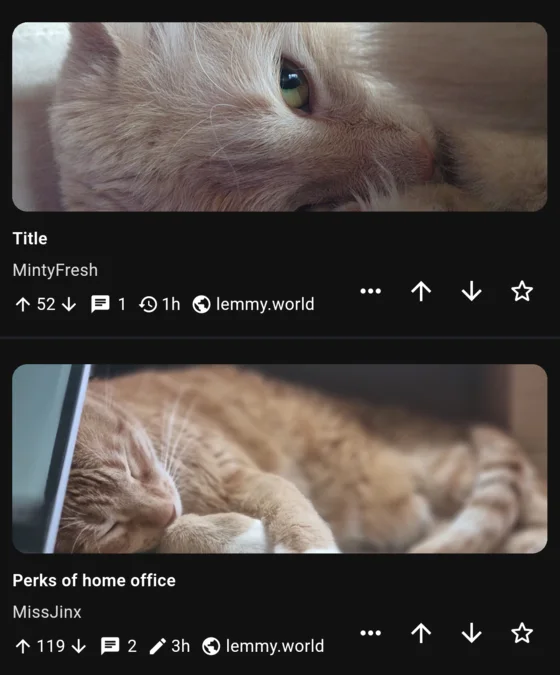 Title
MintyFresh
52 1 1h lemmy.world
Perks of home office
MissJinx
119 2 3h lemmy.world